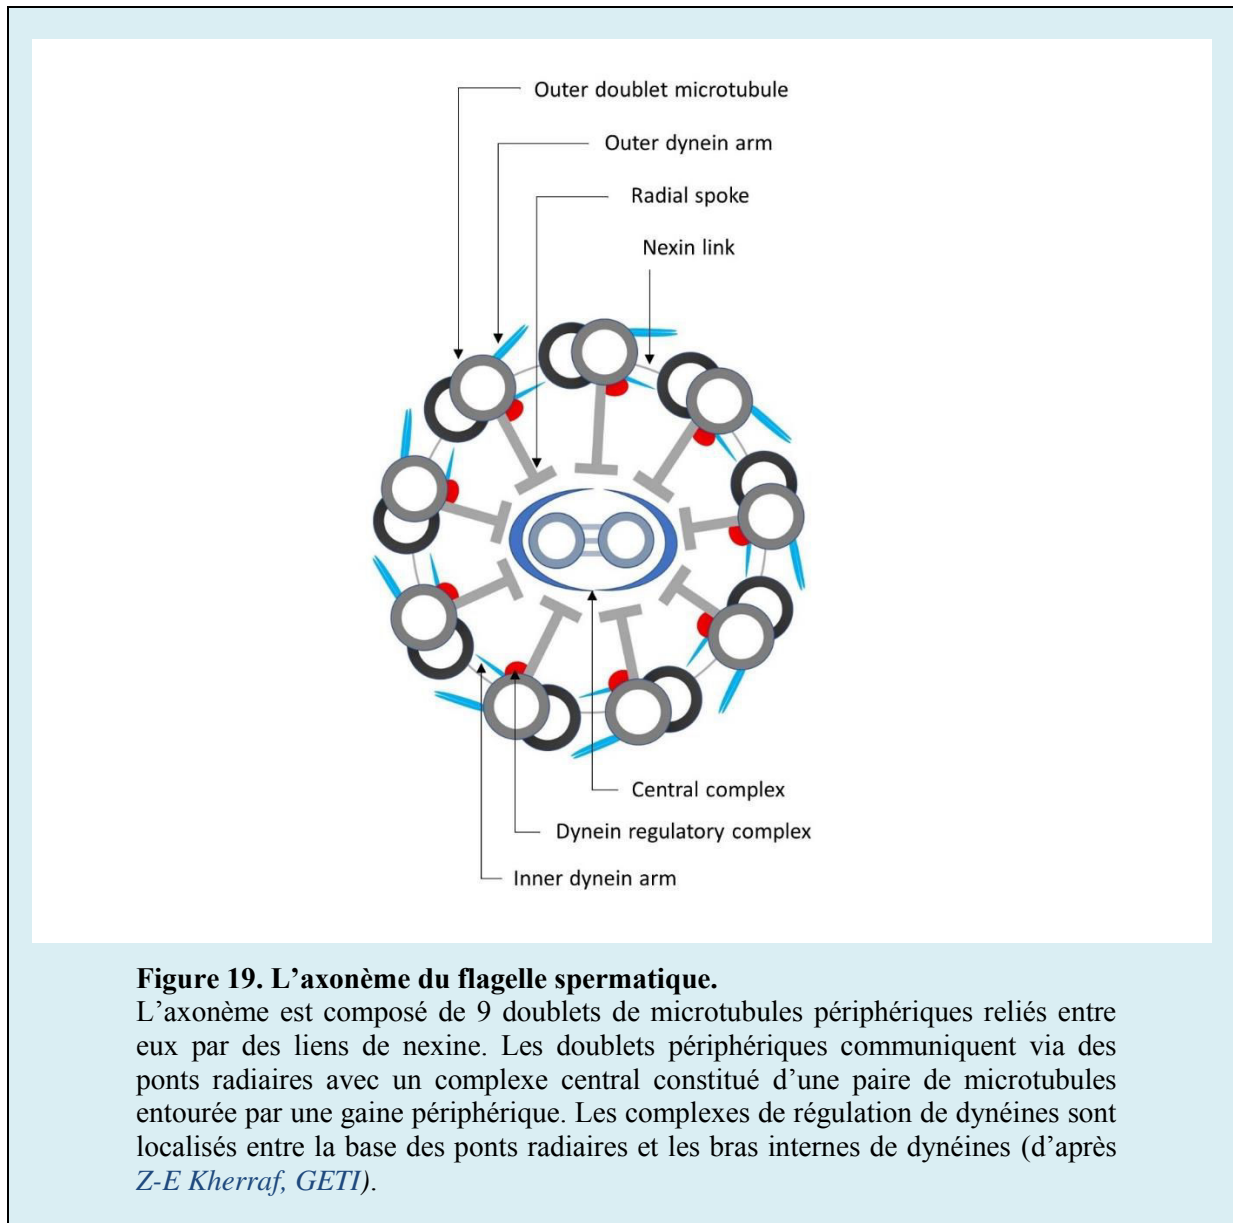 Outer doublet microtubule
Outer dynein arm
Radial spoke
Nexin link
Central complex
Dynein regulatory complex
Inner dynein arm
Figure 19. L’axonème du flagelle spermatique.
L’axonème est composé de 9 doublets de microtubules périphériques reliés entre
eux par des liens de nexine. Les doublets périphériques communiquent via des
ponts radiaires avec un complexe central constitué d’une paire de microtubules
entourée par une gaine périphérique. Les complexes de régulation de dynéines sont
localisés entre la base des ponts radiaires et les bras internes de dynéines (d’après
Z-E Kherraf, GETI).